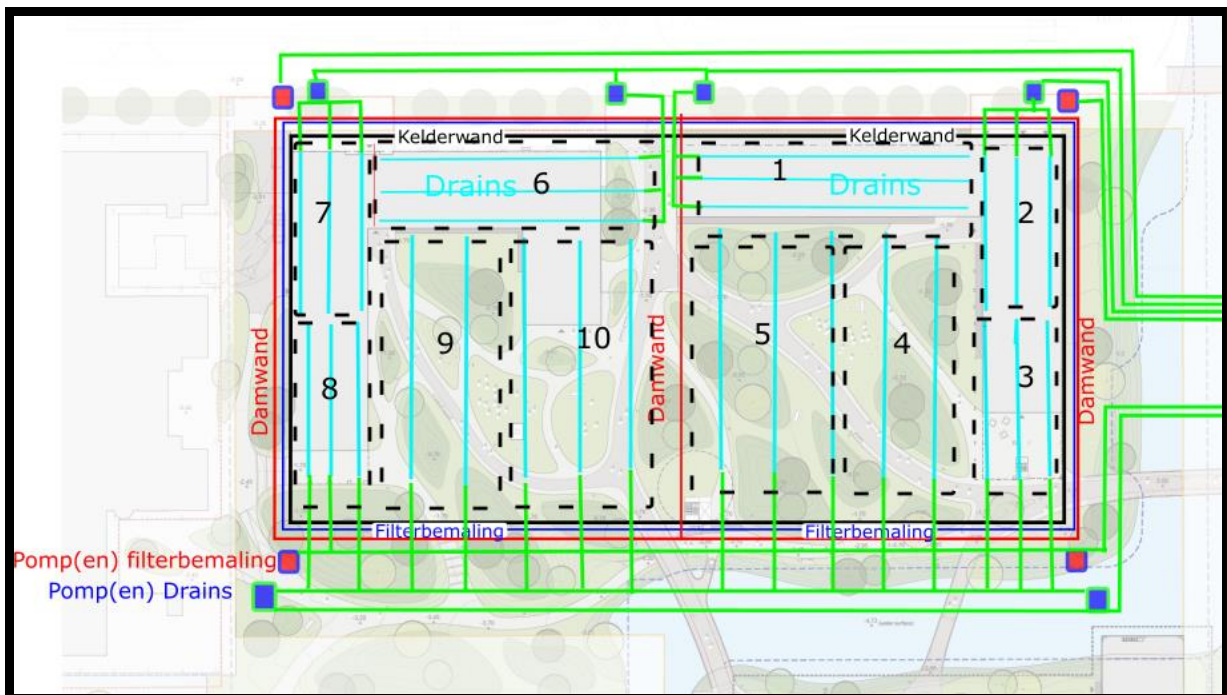 Kelderwand
Kelderwand
Drains
6
1
Drains
7
2
9
10
5
4
8
3
Damwand
Damwand
Damwand
Filterbemaling
Filterbemaling
Pomp(en) filterbemaling
Pomp(en) Drains